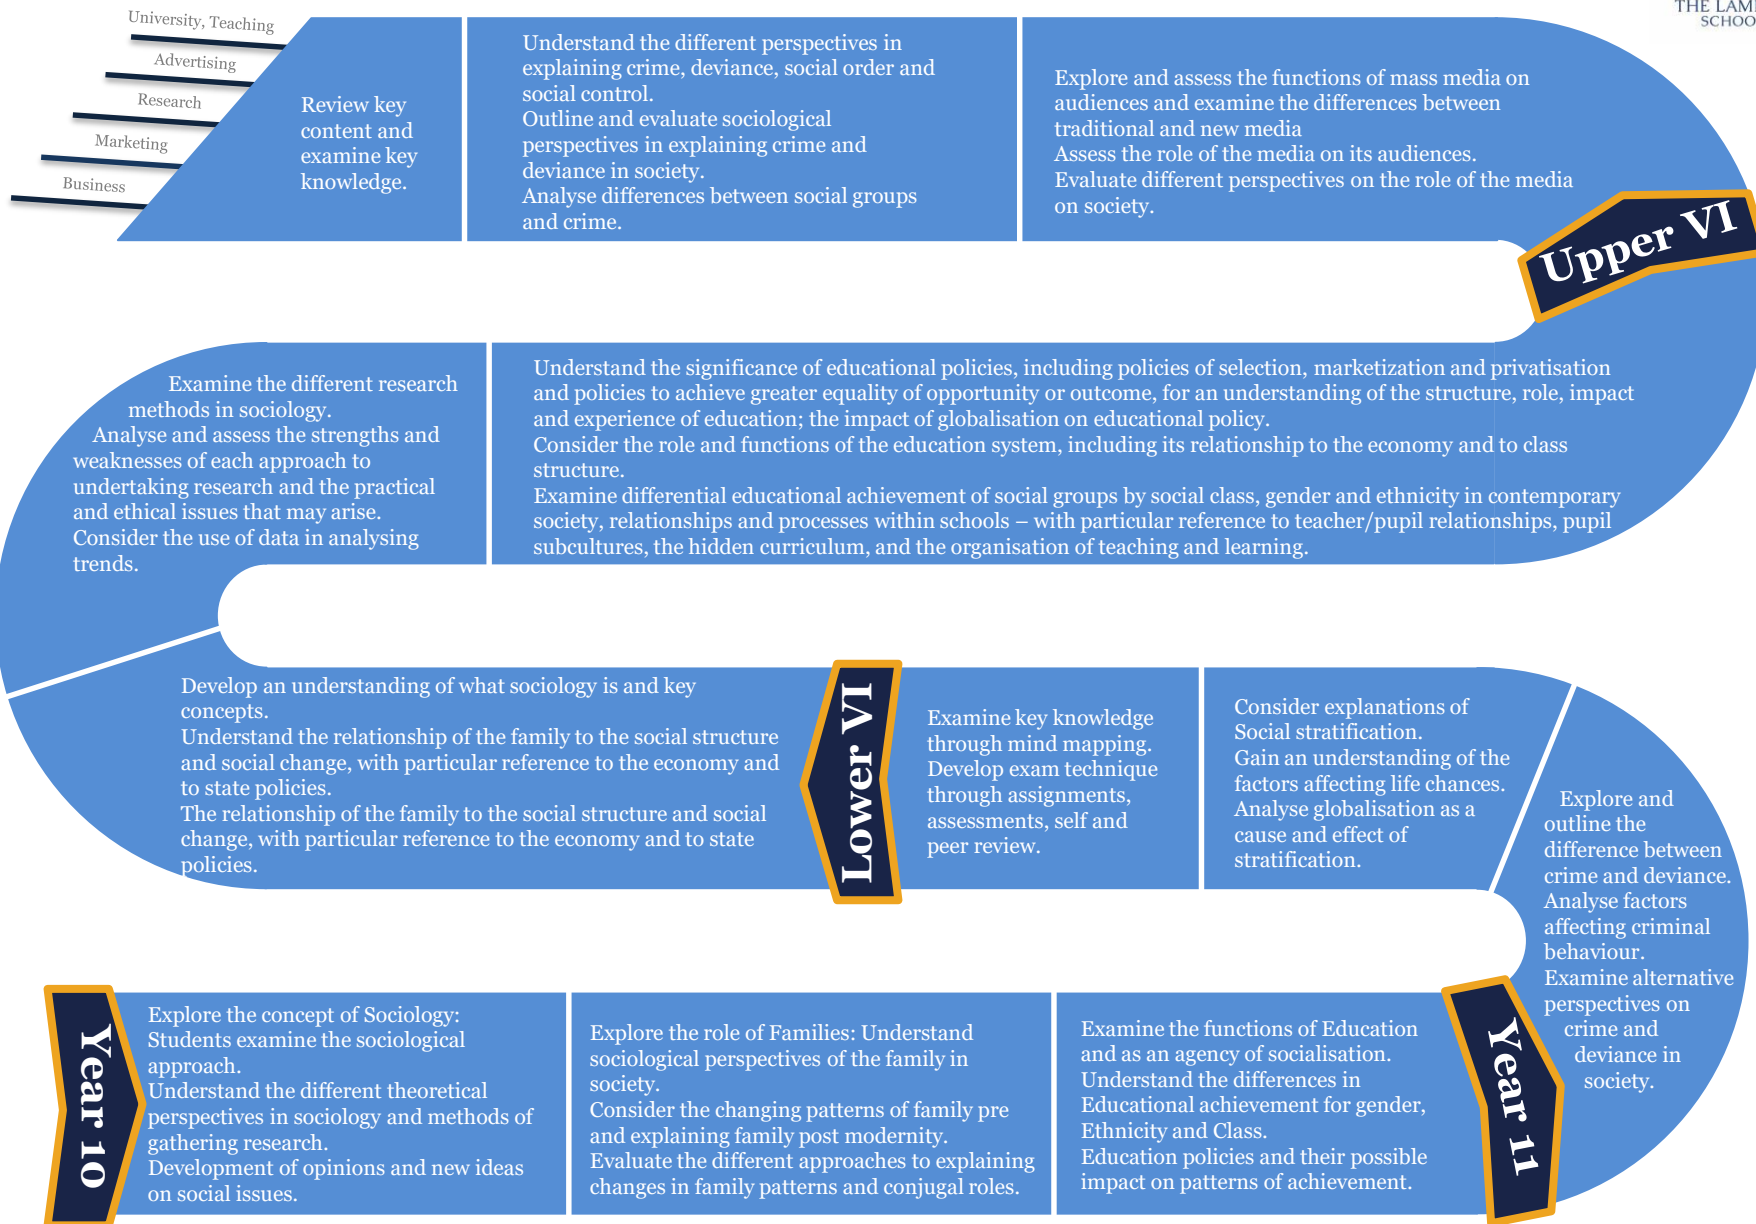 THE LAM
SCHOO
University, Teaching
Advertising
Research
Marketing
Business
Review key
content and
examine key
knowledge.
Understand the different perspectives in
explaining crime, deviance, social order and
social control.
Outline and evaluate sociological
perspectives in explaining crime and
deviance in society.
Analyse differences between social groups
and crime.
Explore and assess the functions of mass media on
audiences and examine the differences between
traditional and new media
Assess the role of the media on its audiences.
Evaluate different perspectives on the role of the media
on society.
Upper VI
Examine the different research
methods in sociology.
Analyse and assess the strengths and
weaknesses of each approach to
undertaking research and the practical
and ethical issues that may arise.
Consider the use of data in analysing
trends.
Understand the significance of educational policies, including policies of selection, marketization and privatisation
and policies to achieve greater equality of opportunity or outcome, for an understanding of the structure, role, impact
and experience of education; the impact of globalisation on educational policy.
Consider the role and functions of the education system, including its relationship to the economy and to class
structure.
Examine differential educational achievement of social groups by social class, gender and ethnicity in contemporary
society, relationships and processes within schools – with particular reference to teacher/pupil relationships, pupil
subcultures, the hidden curriculum, and the organisation of teaching and learning.
Develop an understanding of what sociology is and key
concepts.
Understand the relationship of the family to the social structure
and social change, with particular reference to the economy and
to state policies.
The relationship of the family to the social structure and social
change, with particular reference to the economy and to state
policies.
Lower VI
Examine key knowledge
through mind mapping.
Develop exam technique
through assignments,
assessments, self and
peer review.
Consider explanations of
Social stratification.
Gain an understanding of the
factors affecting life chances.
Analyse globalisation as a
cause and effect of
stratification.
Explore and
outline the
difference between
crime and deviance.
Analyse factors
affecting criminal
behaviour.
Examine alternative
perspectives on
crime and
deviance in
society.
Year 10
Explore the concept of Sociology:
Students examine the sociological
approach.
Understand the different theoretical
perspectives in sociology and methods of
gathering research.
Development of opinions and new ideas
on social issues.
Explore the role of Families: Understand
sociological perspectives of the family in
society.
Consider the changing patterns of family pre
and explaining family post modernity.
Evaluate the different approaches to explaining
changes in family patterns and conjugal roles.
Examine the functions of Education
and as an agency of socialisation.
Understand the differences in
Educational achievement for gender,
Ethnicity and Class.
Education policies and their possible
impact on patterns of achievement.
Year 11